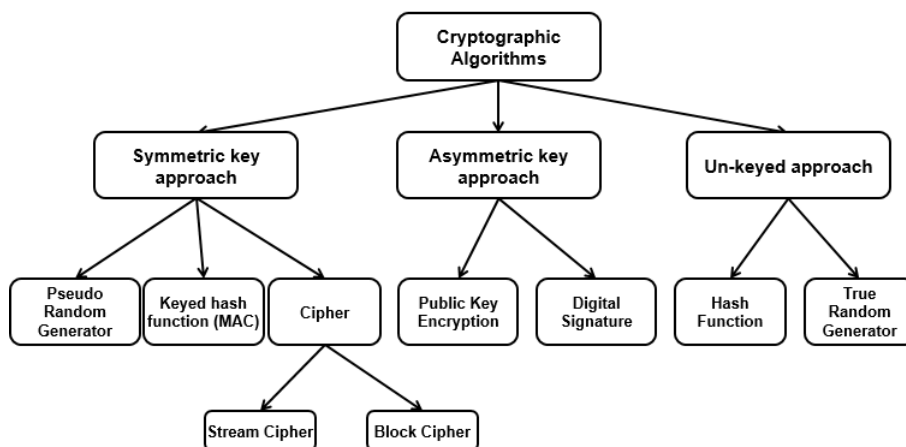 Cryptographic
Algorithms
Symmetric key
approach
Asymmetric key
approach
Un-keyed approach
Pseudo
Random
Generator
Keyed hash
function (MAC)
Cipher
Public Key
Encryption
Digital
Signature
Hash
Function
True
Random
Generator
Stream Cipher
Block Cipher